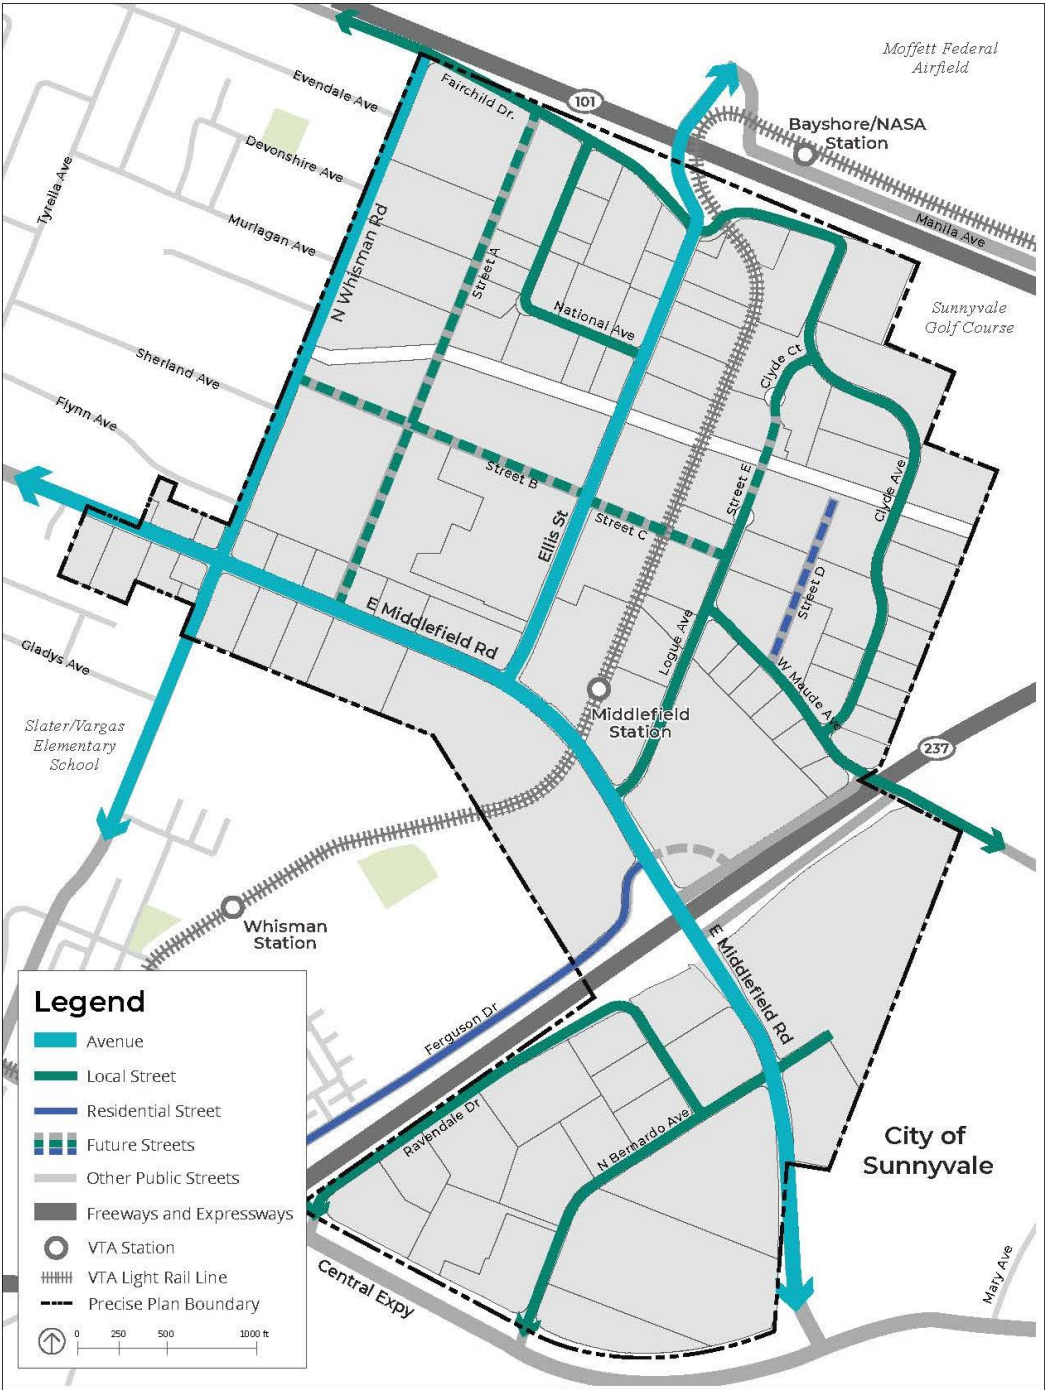 Moffett Federal
Airfield
Evendale Ave
Fairchild Dr.
101
Bayshore/NASA
Station
Devonshire Ave
Tyrella Ave
Murlagan Ave
N Whisman Rd
Manila Ave
Street A
National Ave
Sunnyvale
Golf Course
Sherland Ave
Clyde Ct
Flynn Ave
Street B
Street E
Clyde Ave
Ellis St
Street C
Street D
E Middlefield Rd
Logue Ave
W Maude Ave
Gladys Ave
Middlefield
Station
Slater/Vargas
Elementary
School
237
Whisman
Station
E Middlefield Rd
Ferguson Dr
Ravendale Dr
N Bernardo Ave
City of
Sunnyvale
Central Expy
Mary Ave
Legend
Avenue
Local Street
Residential Street
Future Streets
Other Public Streets
Freeways and Expressways
VTA Station
VTA Light Rail Line
Precise Plan Boundary
0 250 500 1000 ft